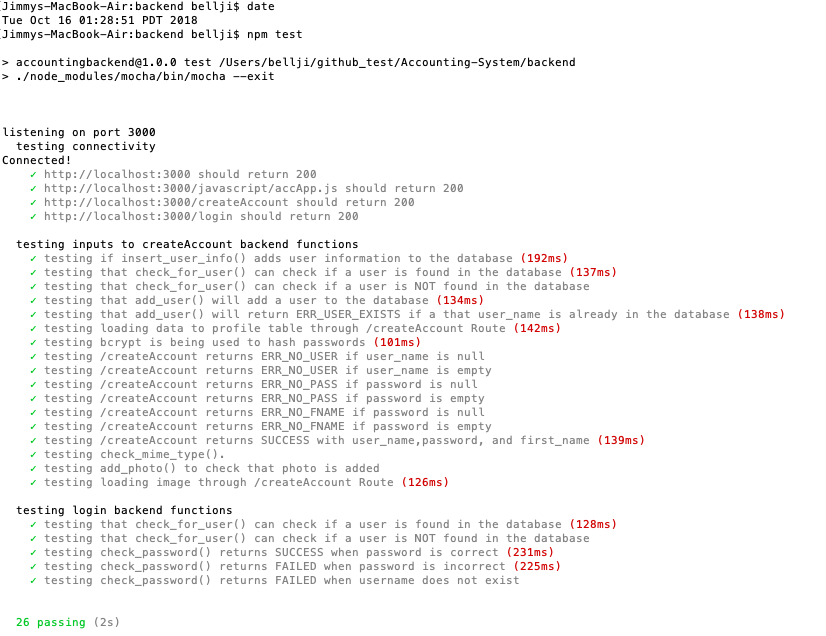 Jimmys-MacBook-Air:backend bellji$ date
Tue Oct 16 01:28:51 PDT 2018
Jimmys-MacBook-Air:backend bellji$ npm test
> accountingbackend@1.0.0 test /Users/bellji/github_test/Accounting-System/backend
> ./node_modules/mocha/bin/mocha --exit
listening on port 3000
testing connectivity
Connected!
✓ http://localhost:3000 should return 200
✓ http://localhost:3000/javascript/accApp.js should return 200
✓ http://localhost:3000/createAccount should return 200
✓ http://localhost:3000/login should return 200
testing inputs to createAccount backend functions
✓ testing if insert_user_info() adds user information to the database (192ms)
✓ testing that check_for_user() can check if a user is found in the database (137ms)
✓ testing that check_for_user() can check if a user is NOT found in the database
✓ testing that add_user() will add a user to the database (134ms)
✓ testing that add_user() will return ERR_USER_EXISTS if a that user_name is already in the database (138ms)
✓ testing loading data to profile table through /createAccount Route (142ms)
✓ testing bcrypt is being used to hash passwords (101ms)
✓ testing /createAccount returns ERR_NO_USER if user_name is null
✓ testing /createAccount returns ERR_NO_USER if user_name is empty
✓ testing /createAccount returns ERR_NO_PASS if password is null
✓ testing /createAccount returns ERR_NO_PASS if password is empty
✓ testing /createAccount returns ERR_NO_FNAME if password is null
✓ testing /createAccount returns ERR_NO_FNAME if password is empty
✓ testing /createAccount returns SUCCESS with user_name,password, and first_name (139ms)
✓ testing check_mime_type().
✓ testing add_photo() to check that photo is added
✓ testing loading image through /createAccount Route (126ms)
testing login backend functions
✓ testing that check_for_user() can check if a user is found in the database (128ms)
✓ testing that check_for_user() can check if a user is NOT found in the database
✓ testing check_password() returns SUCCESS when password is correct (231ms)
✓ testing check_password() returns FAILED when password is incorrect (225ms)
✓ testing check_password() returns FAILED when username does not exist
26 passing (2s)